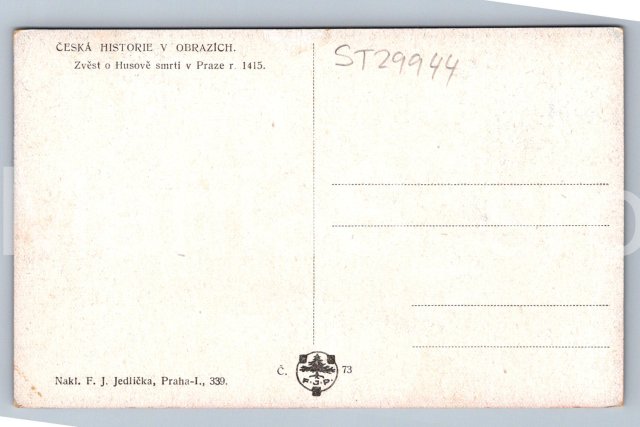 ČESKÁ HISTORIE V OBRAZÍCH.
Zvěst o Husově smrti v Praze r. 1415.
ST29944
Č. 73
F.J.P.
Nakl. F. J. Jedlička, Praha-I., 339.